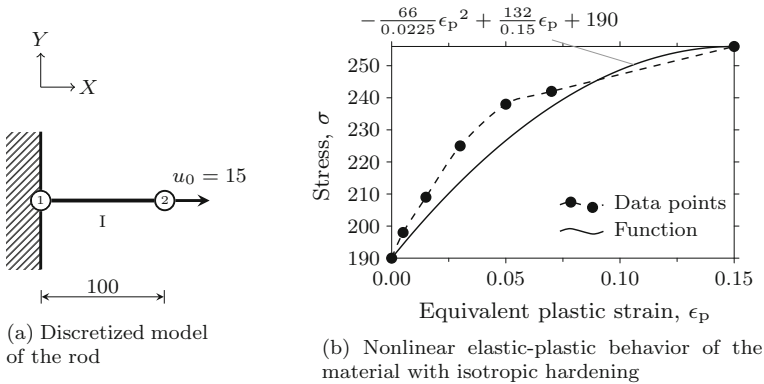 Y
X
1
2
u₀ = 15
I
100
(a) Discretized model
of the rod
−66/0.0225 ϵₚ² + 132/0.15 ϵₚ + 190
Stress, σ
250
240
230
220
210
200
190
0.00
0.05
0.10
0.15
Data points
Function
Equivalent plastic strain, ϵₚ
(b) Nonlinear elastic-plastic behavior of the
material with isotropic hardening